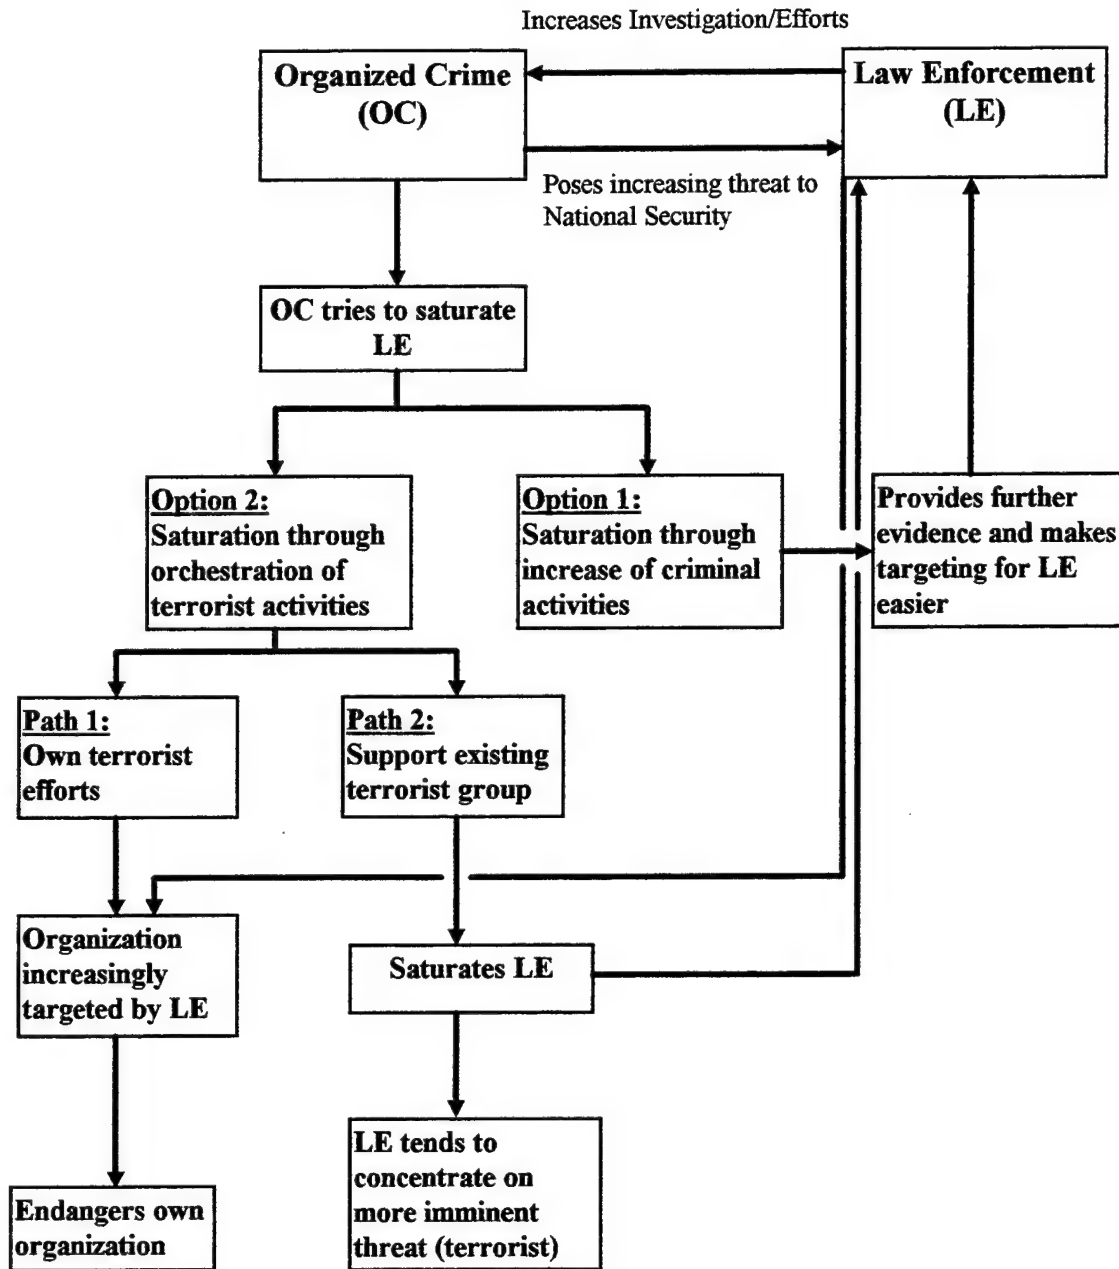 Increases Investigation/Efforts
Organized Crime
(OC)
Law Enforcement
(LE)
Poses increasing threat to
National Security
OC tries to saturate
LE
Option 2:
Saturation through
orchestration of
terrorist activities
Option 1:
Saturation through
increase of criminal
activities
Provides further
evidence and makes
targeting for LE
easier
Path 1:
Own terrorist
efforts
Path 2:
Support existing
terrorist group
Organization
increasingly
targeted by LE
Saturates LE
Endangers own
organization
LE tends to
concentrate on
more imminent
threat (terrorist)